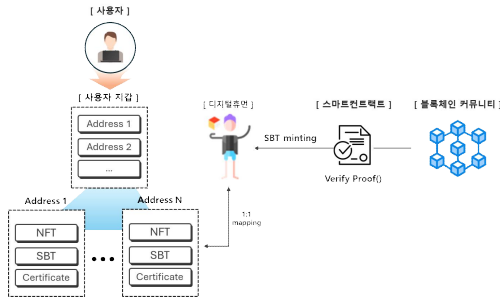 [ 사용자 ]
[ 사용자 지갑 ]
Address 1
Address 2
...
Address 1
NFT
SBT
Certificate
Address N
NFT
SBT
Certificate
1:1
mapping
[ 디지털휴먼 ]
SBT minting
[ 스마트컨트랙트 ]
Verify Proof()
[ 블록체인 커뮤니티 ]